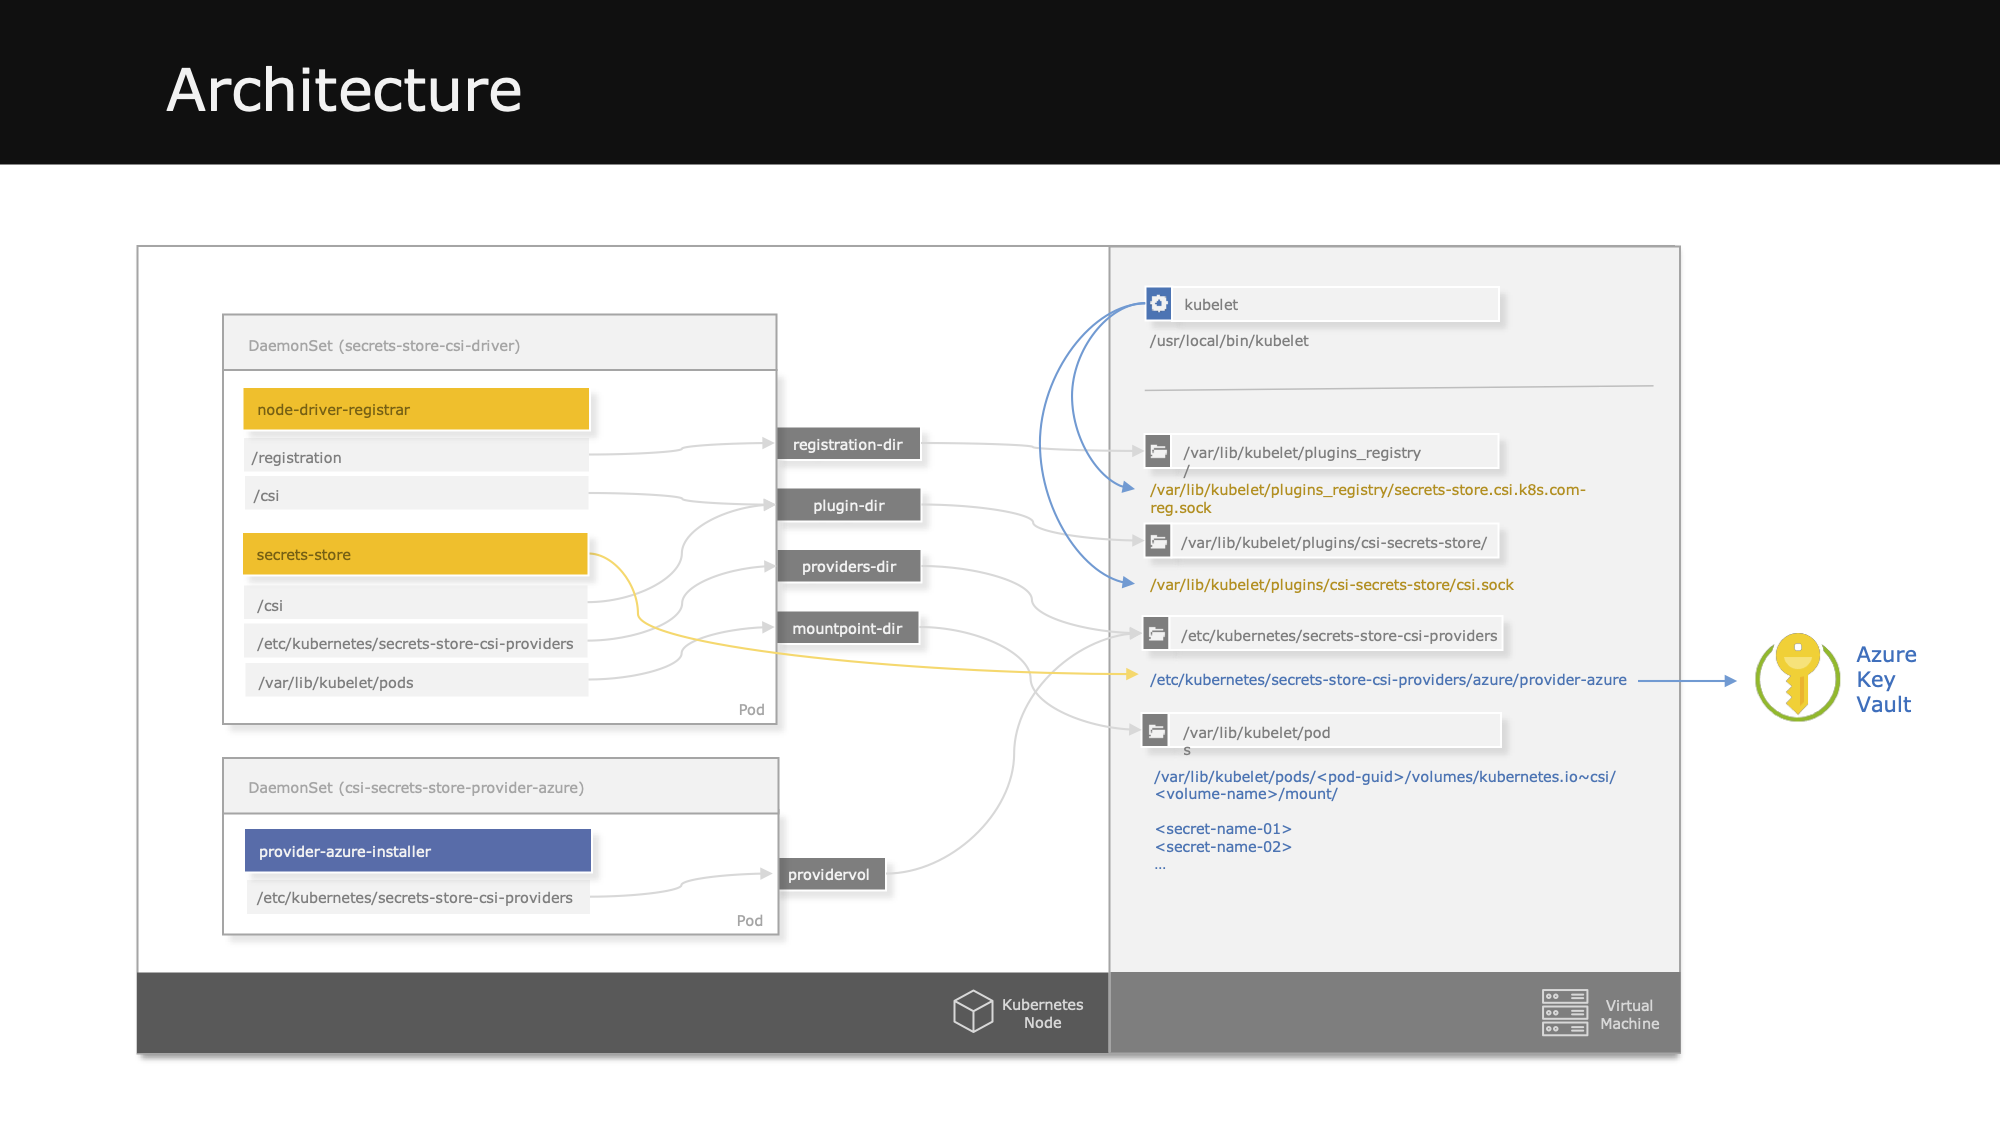 Architecture
DaemonSet (secrets-store-csi-driver)
node-driver-registrar
/registration
/csi
secrets-store
/csi
/etc/kubernetes/secrets-store-csi-providers
/var/lib/kubelet/pods
Pod
DaemonSet (csi-secrets-store-provider-azure)
provider-azure-installer
/etc/kubernetes/secrets-store-csi-providers
Pod
registration-dir
plugin-dir
providers-dir
mountpoint-dir
providervol
kubelet
/usr/local/bin/kubelet
/var/lib/kubelet/plugins_registry
/
/var/lib/kubelet/plugins_registry/secrets-store.csi.k8s.com-
reg.sock
/var/lib/kubelet/plugins/csi-secrets-store/
/var/lib/kubelet/plugins/csi-secrets-store/csi.sock
/etc/kubernetes/secrets-store-csi-providers
/etc/kubernetes/secrets-store-csi-providers/azure/provider-azure
/var/lib/kubelet/pod
s
/var/lib/kubelet/pods/<pod-guid>/volumes/kubernetes.io~csi/
<volume-name>/mount/
<secret-name-01>
<secret-name-02>
...
Azure
Key
Vault
Kubernetes
Node
Virtual
Machine